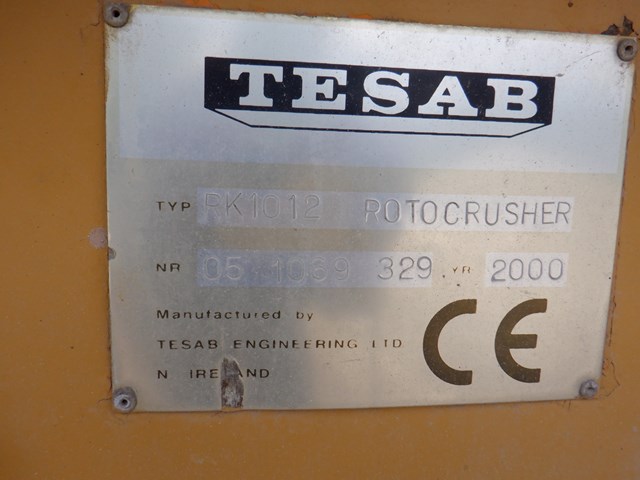 TESAB
TYP RK1012 ROTOCRUSHER
NR 05 1039 329 YR 2000
Manufactured by
TESAB ENGINEERING LTD.
N IRELAND
CE